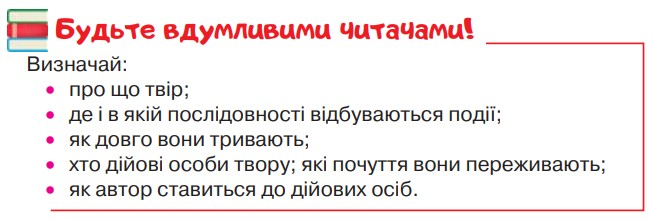 Будьте вдумливими читачами!
Визначай:
• про що твір;
• де і в якій послідовності відбуваються події;
• як довго вони тривають;
• хто дійові особи твору; які почуття вони переживають;
• як автор ставиться до дійових осіб.